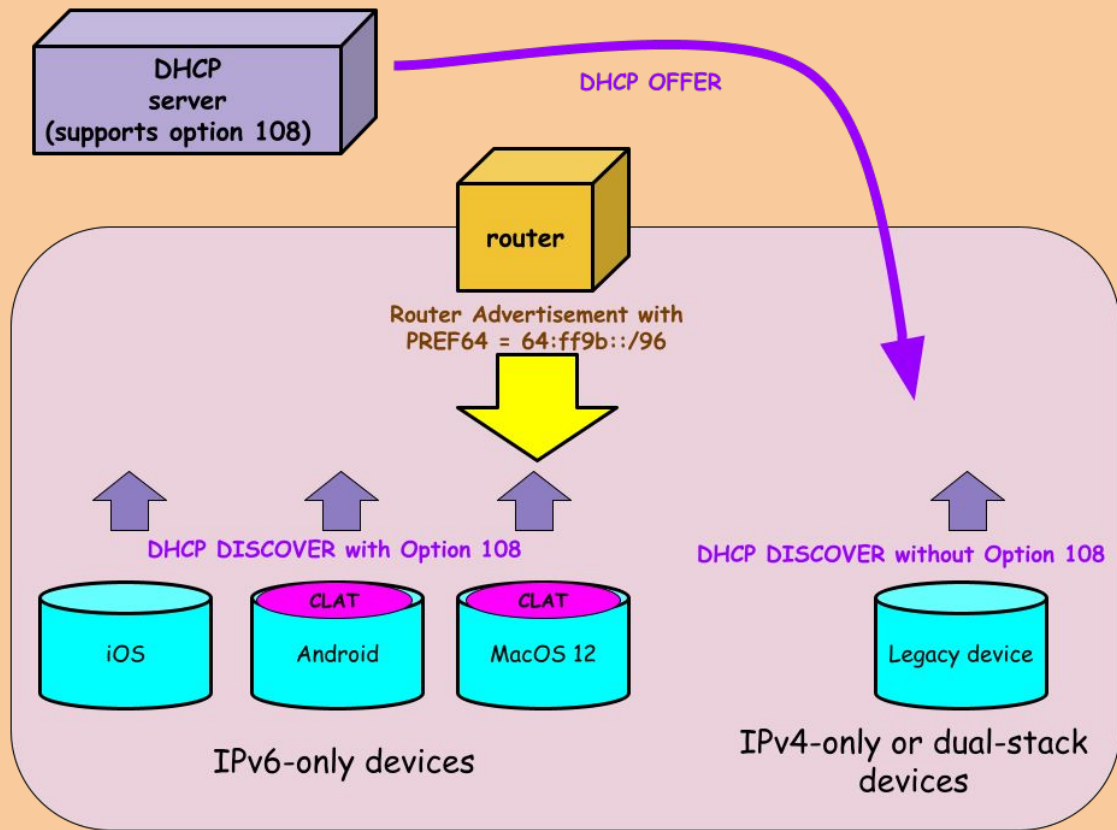 DHCP
server
(supports option 108)
DHCP OFFER
router
Router Advertisement with
PREF64 = 64:ff9b::/96
DHCP DISCOVER with Option 108
DHCP DISCOVER without Option 108
iOS
CLAT
Android
CLAT
MacOS 12
Legacy device
IPv6-only devices
IPv4-only or dual-stack
devices